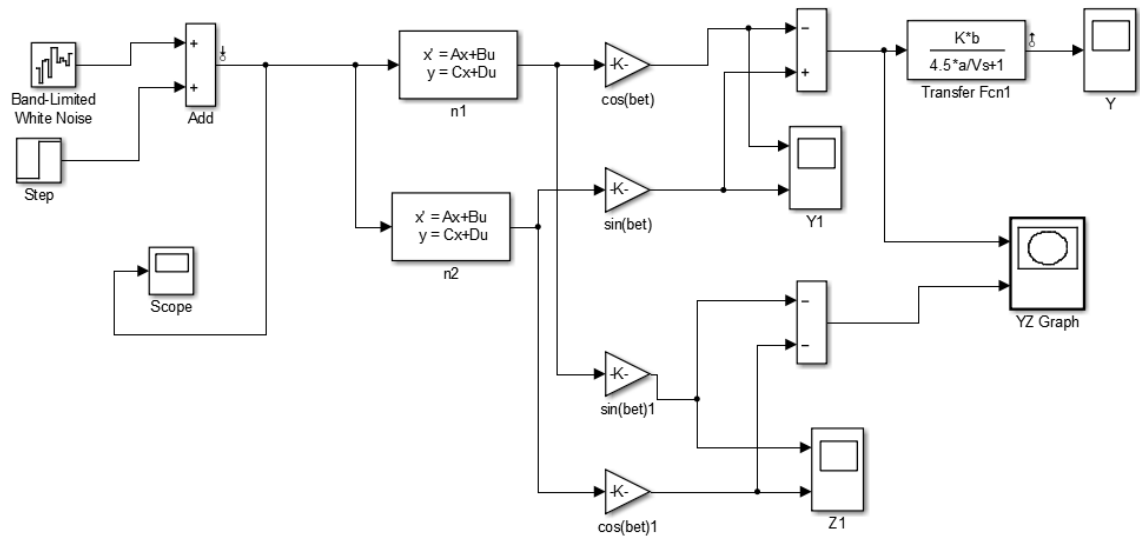 Band-Limited
White Noise
Step
+
+
Add
Scope
x' = Ax+Bu
y = Cx+Du
n1
x' = Ax+Bu
y = Cx+Du
n2
-K-
cos(bet)
-K-
sin(bet)
-K-
sin(bet)1
-K-
cos(bet)1
−
+
Y1
−
−
Z1
K*b
4.5*a/Vs+1
Transfer Fcn1
Y
YZ Graph